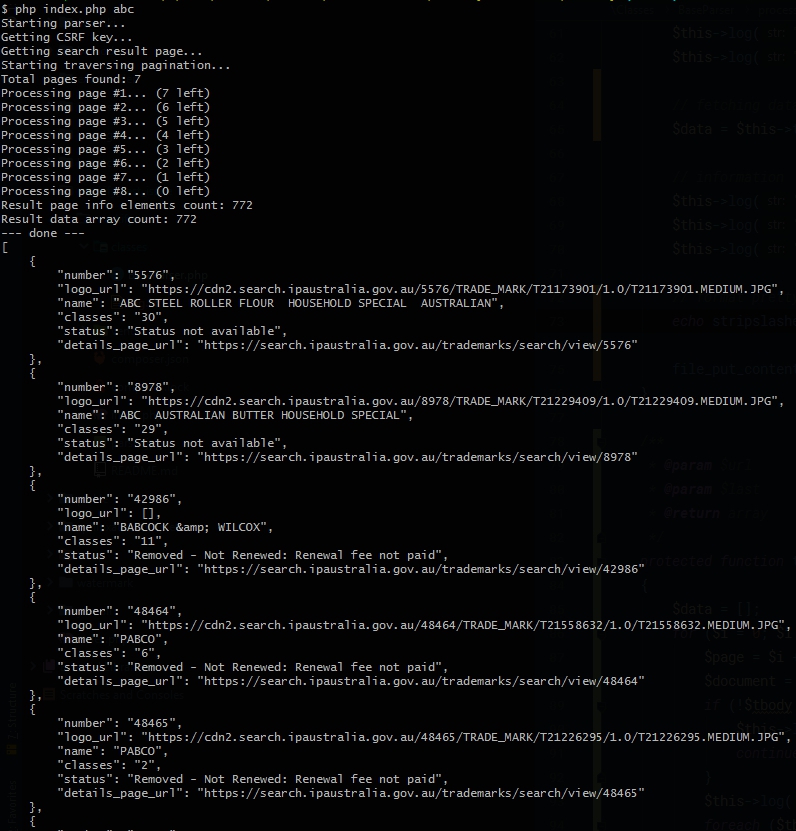 $ php index.php abc
Starting parser...
Getting CSRF key...
Getting search result page...
Starting traversing pagination...
Total pages found: 7
Processing page #1... (7 left)
Processing page #2... (6 left)
Processing page #3... (5 left)
Processing page #4... (4 left)
Processing page #5... (3 left)
Processing page #6... (2 left)
Processing page #7... (1 left)
Processing page #8... (0 left)
Result page info elements count: 772
Result data array count: 772
--- done ---
[
    {
        "number": "5576",
        "logo_url": "https://cdn2.search.ipaustralia.gov.au/5576/TRADE_MARK/T21173901/1.0/T21173901.MEDIUM.JPG",
        "name": "ABC STEEL ROLLER FLOUR  HOUSEHOLD SPECIAL  AUSTRALIAN",
        "classes": "30",
        "status": "Status not available",
        "details_page_url": "https://search.ipaustralia.gov.au/trademarks/search/view/5576"
    },
    {
        "number": "8978",
        "logo_url": "https://cdn2.search.ipaustralia.gov.au/8978/TRADE_MARK/T21229409/1.0/T21229409.MEDIUM.JPG",
        "name": "ABC  AUSTRALIAN BUTTER HOUSEHOLD SPECIAL",
        "classes": "29",
        "status": "Status not available",
        "details_page_url": "https://search.ipaustralia.gov.au/trademarks/search/view/8978"
    },
    {
        "number": "42986",
        "logo_url": [],
        "name": "BABCOCK &amp; WILCOX",
        "classes": "11",
        "status": "Removed - Not Renewed: Renewal fee not paid",
        "details_page_url": "https://search.ipaustralia.gov.au/trademarks/search/view/42986"
    },
    {
        "number": "48464",
        "logo_url": "https://cdn2.search.ipaustralia.gov.au/48464/TRADE_MARK/T21558632/1.0/T21558632.MEDIUM.JPG",
        "name": "PABCO",
        "classes": "6",
        "status": "Removed - Not Renewed: Renewal fee not paid",
        "details_page_url": "https://search.ipaustralia.gov.au/trademarks/search/view/48464"
    },
    {
        "number": "48465",
        "logo_url": "https://cdn2.search.ipaustralia.gov.au/48465/TRADE_MARK/T21226295/1.0/T21226295.MEDIUM.JPG",
        "name": "PABCO",
        "classes": "2",
        "status": "Removed - Not Renewed: Renewal fee not paid",
        "details_page_url": "https://search.ipaustralia.gov.au/trademarks/search/view/48465"
    },
    {